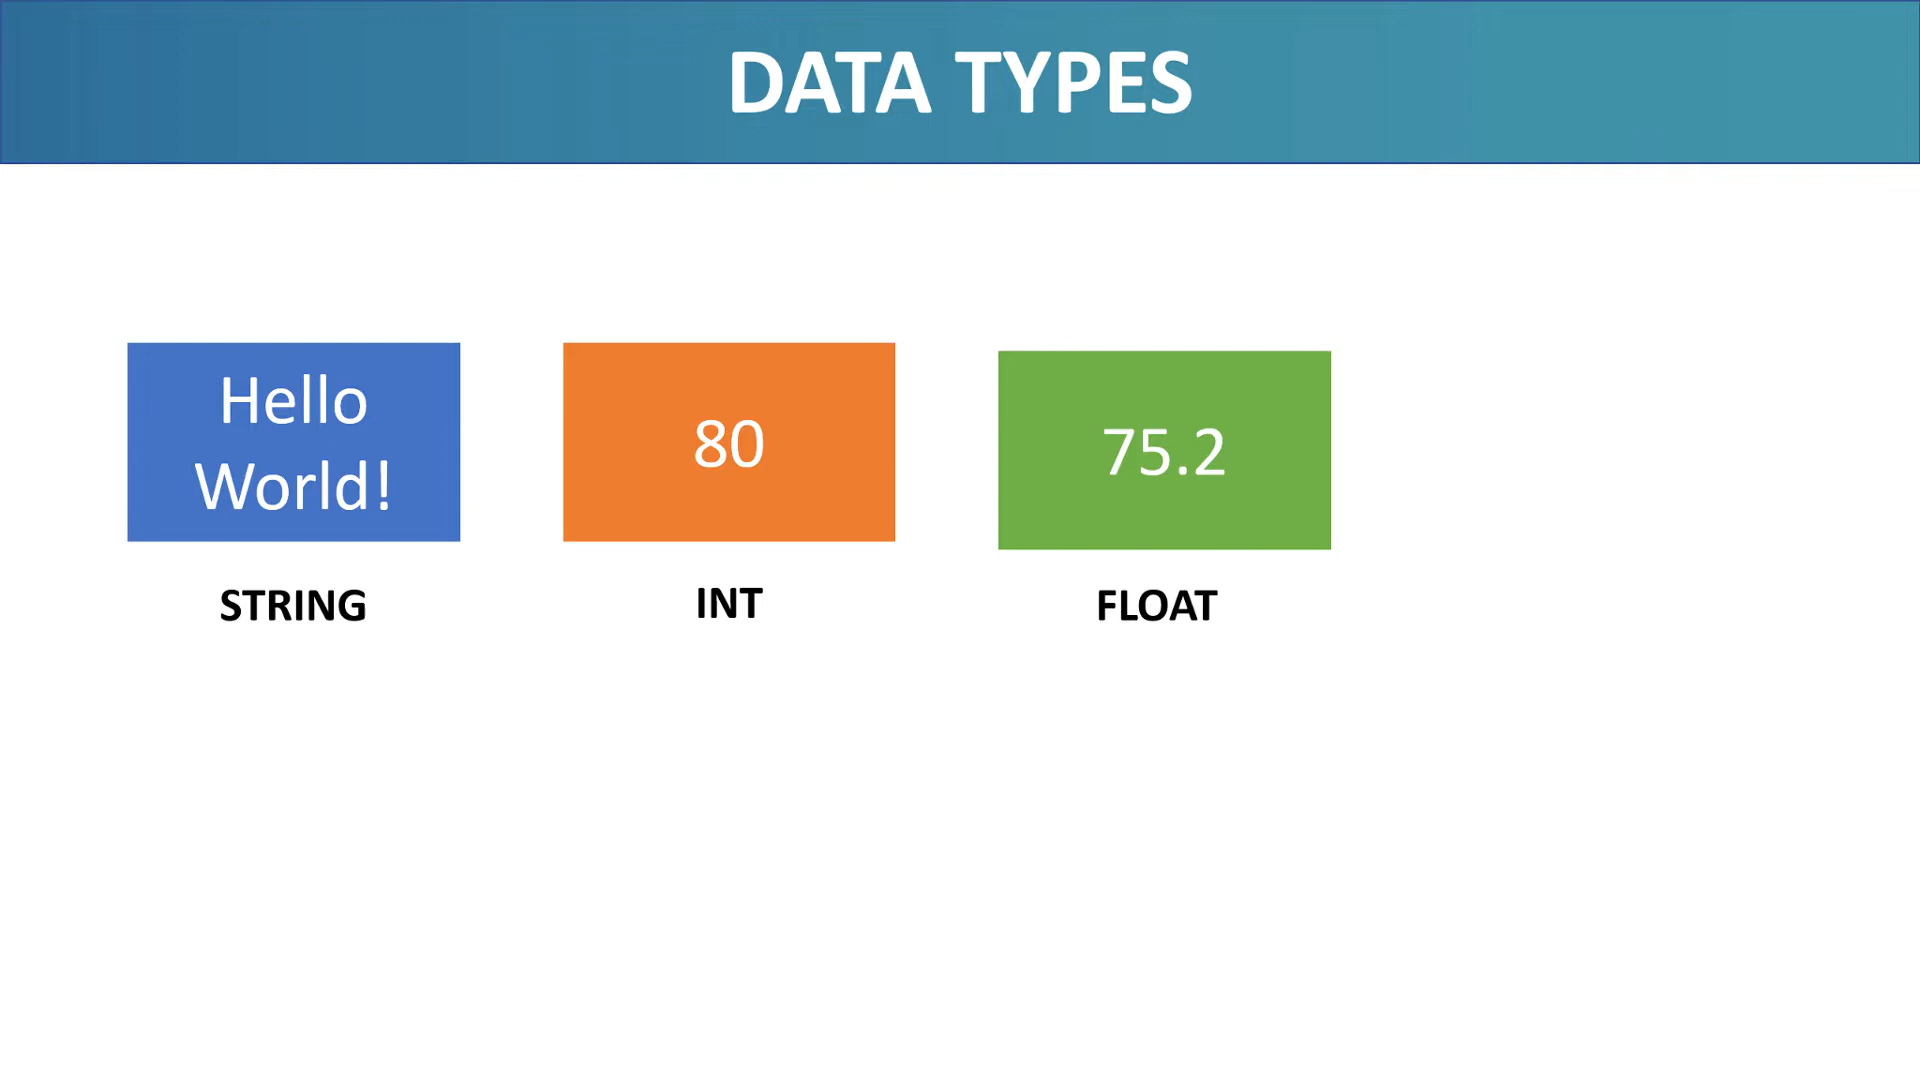 DATA TYPES
Hello
World!
80
75.2
STRING
INT
FLOAT